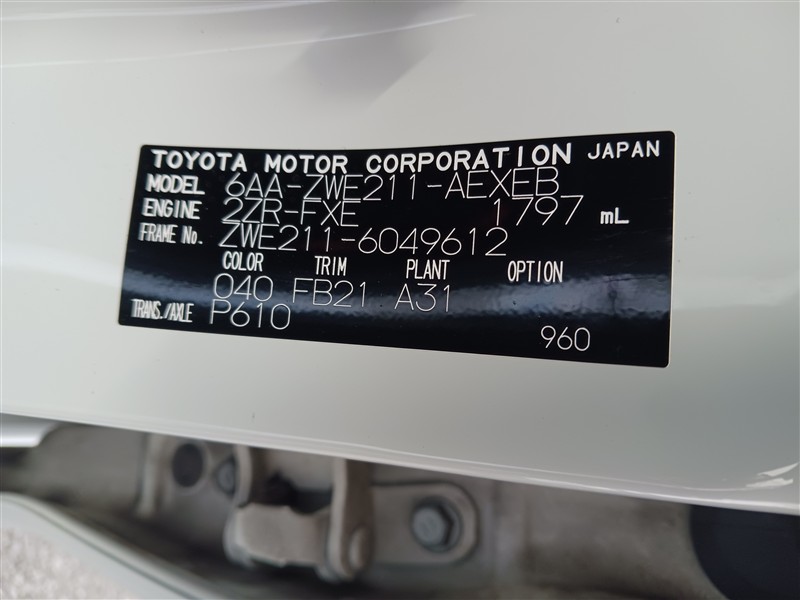 TOYOTA MOTOR CORPORATION JAPAN
MODEL 6AA-ZWE211-AEXEB
ENGINE 2ZR-FXE 1797 mL
FRAME No. ZWE211-6049612
COLOR TRIM PLANT OPTION
040 FB21 A31
TRANS./AXLE P610
960